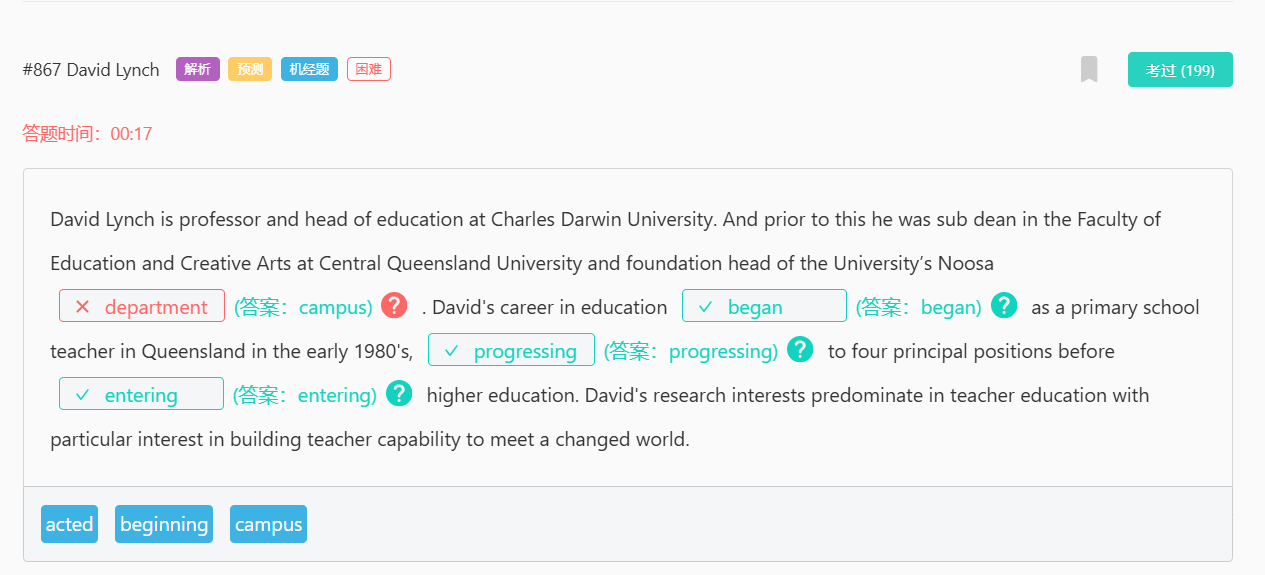 #867 David Lynch 解析 预测 机经题 困难 考过 (199)
答题时间：00:17
David Lynch is professor and head of education at Charles Darwin University. And prior to this he was sub dean in the Faculty of
Education and Creative Arts at Central Queensland University and foundation head of the University’s Noosa
✕ department (答案：campus) ? . David's career in education ✓ began (答案：began) ? as a primary school
teacher in Queensland in the early 1980's, ✓ progressing (答案：progressing) ? to four principal positions before
✓ entering (答案：entering) ? higher education. David's research interests predominate in teacher education with
particular interest in building teacher capability to meet a changed world.
acted beginning campus